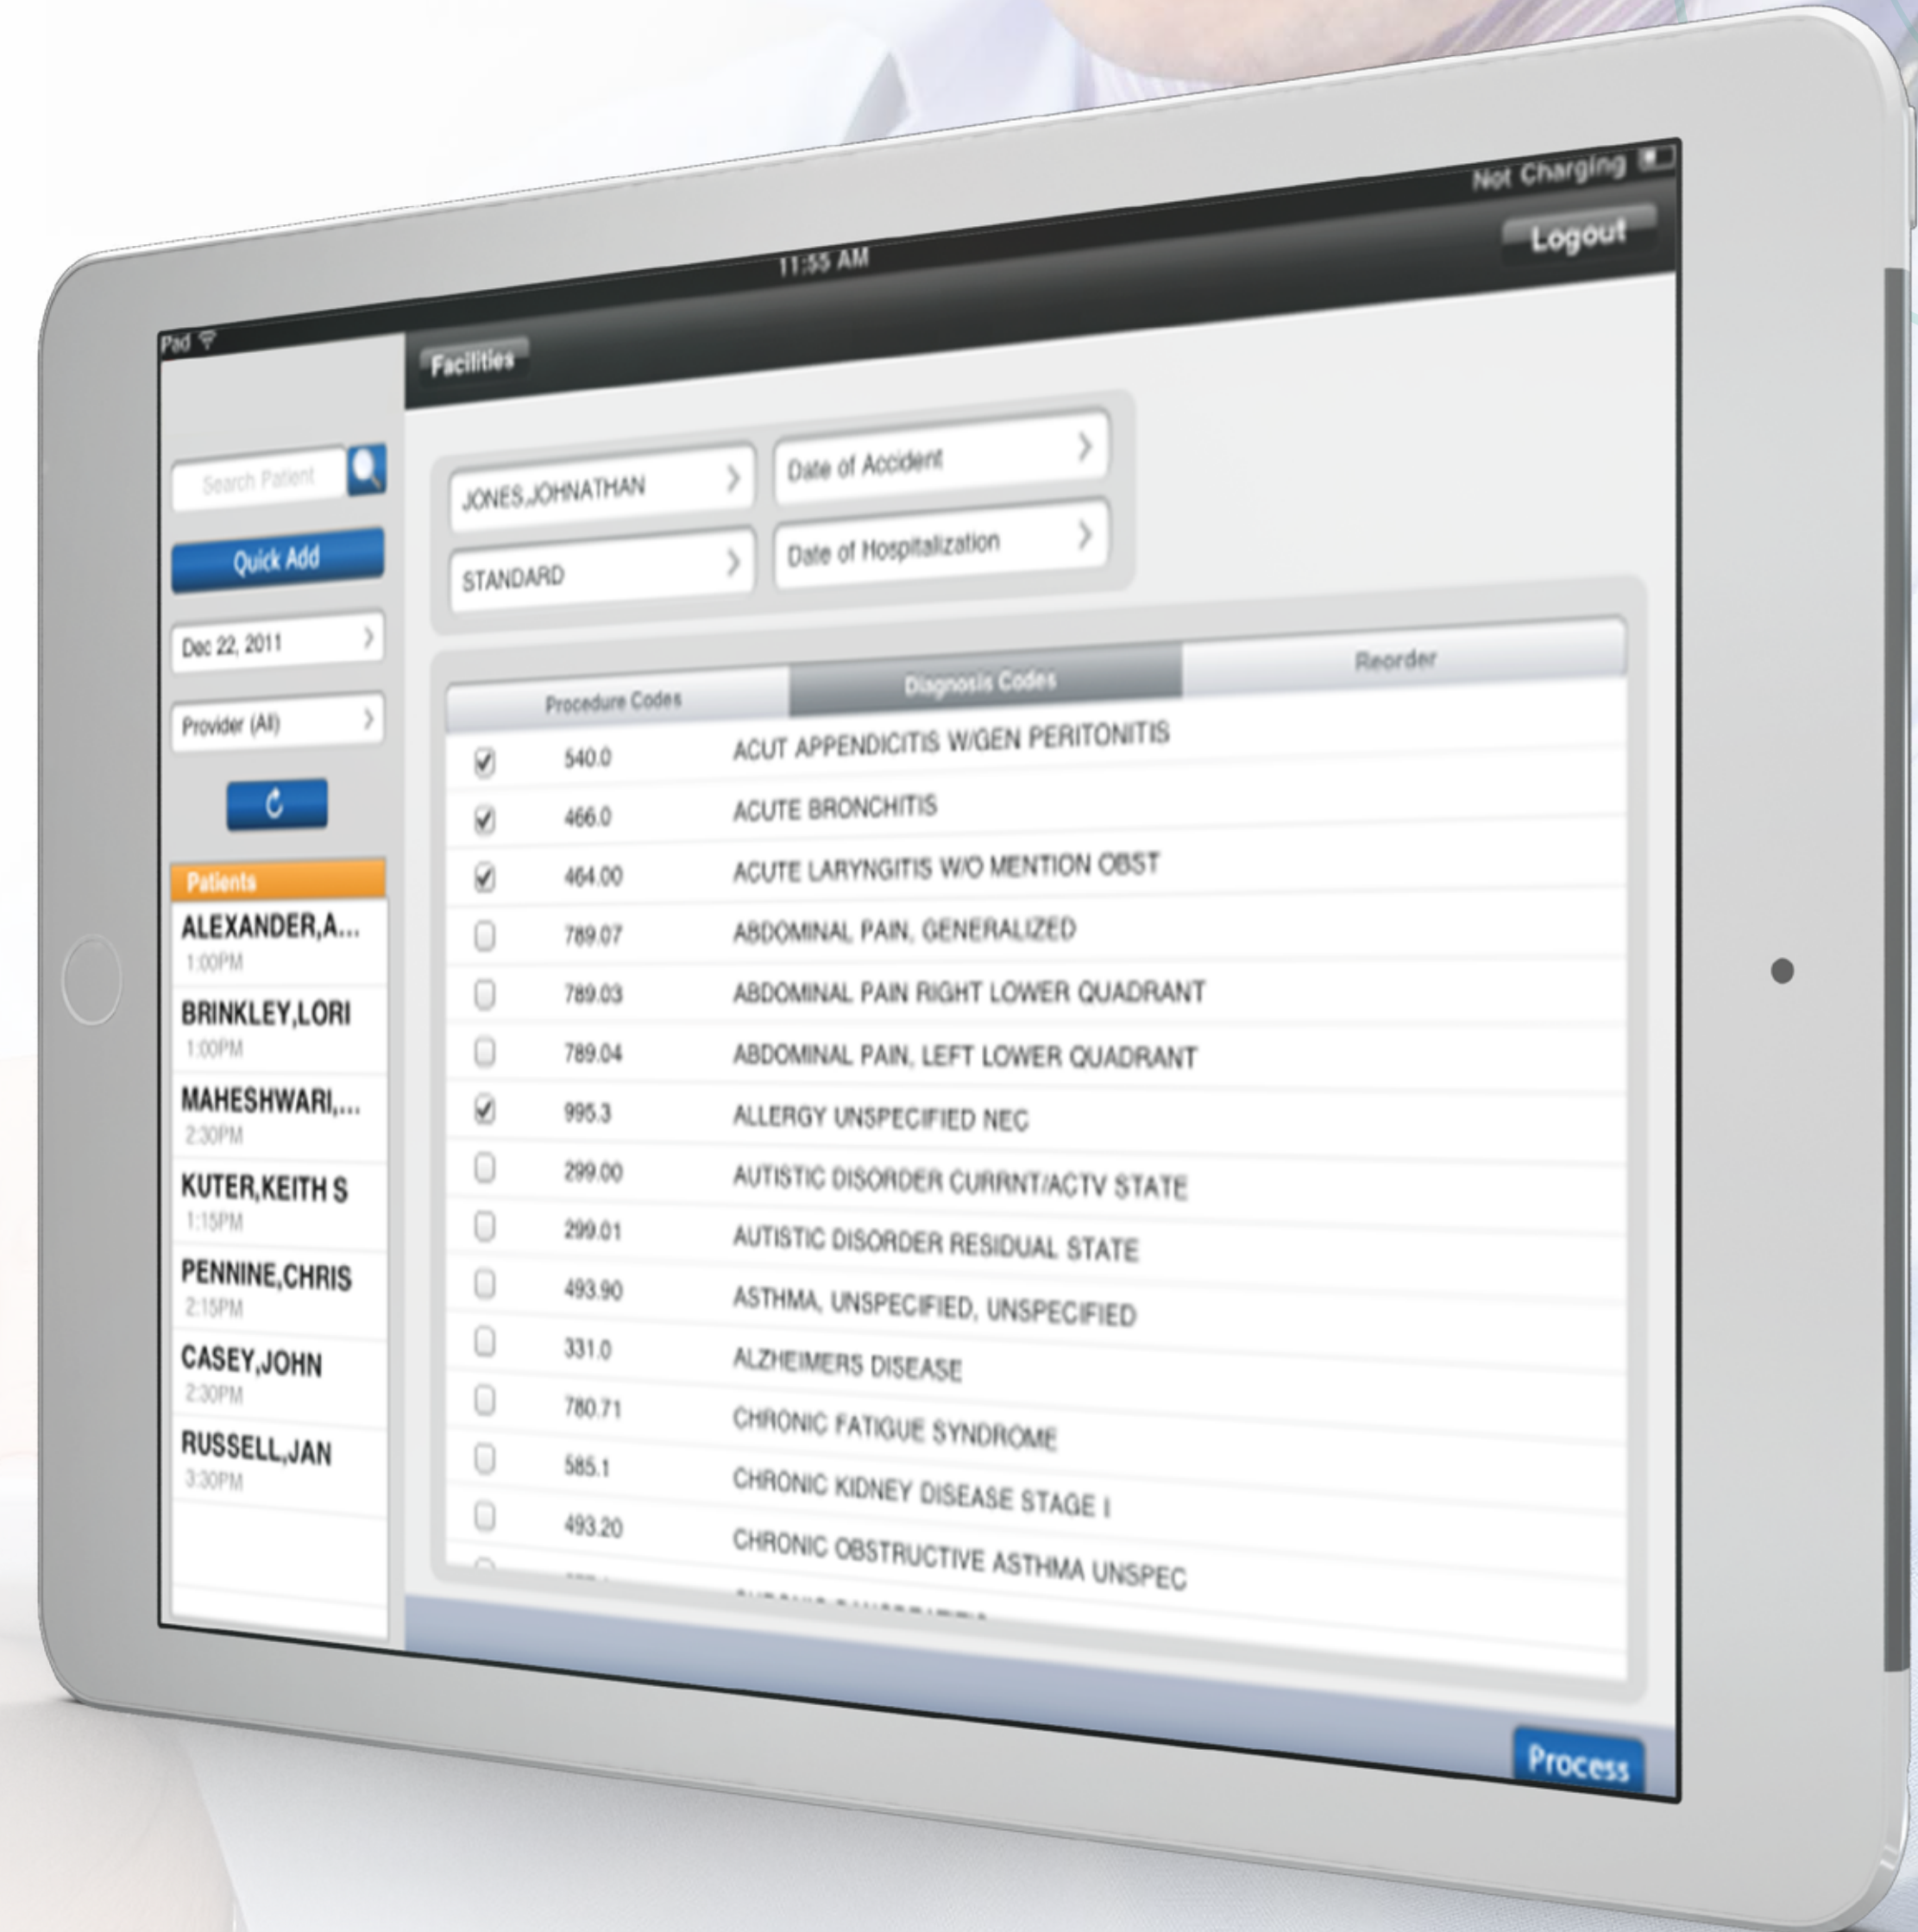 Pad
11:55 AM
Not Charging
Facilities
Logout
Search Patient
Quick Add
Dec 22, 2011
Provider (All)
Patients
ALEXANDER,A...
1:00PM
BRINKLEY,LORI
1:00PM
MAHESHWARI,...
2:30PM
KUTER,KEITH S
1:15PM
PENNINE,CHRIS
2:15PM
CASEY,JOHN
2:30PM
RUSSELL,JAN
3:30PM
JONES,JOHNATHAN
Date of Accident
STANDARD
Date of Hospitalization
Procedure Codes
Diagnosis Codes
Reorder
540.0 ACUT APPENDICITIS W/GEN PERITONITIS
466.0 ACUTE BRONCHITIS
464.00 ACUTE LARYNGITIS W/O MENTION OBST
789.07 ABDOMINAL PAIN, GENERALIZED
789.03 ABDOMINAL PAIN RIGHT LOWER QUADRANT
789.04 ABDOMINAL PAIN, LEFT LOWER QUADRANT
995.3 ALLERGY UNSPECIFIED NEC
299.00 AUTISTIC DISORDER CURRNT/ACTV STATE
299.01 AUTISTIC DISORDER RESIDUAL STATE
493.90 ASTHMA, UNSPECIFIED, UNSPECIFIED
331.0 ALZHEIMERS DISEASE
780.71 CHRONIC FATIGUE SYNDROME
585.1 CHRONIC KIDNEY DISEASE STAGE I
493.20 CHRONIC OBSTRUCTIVE ASTHMA UNSPEC
Process